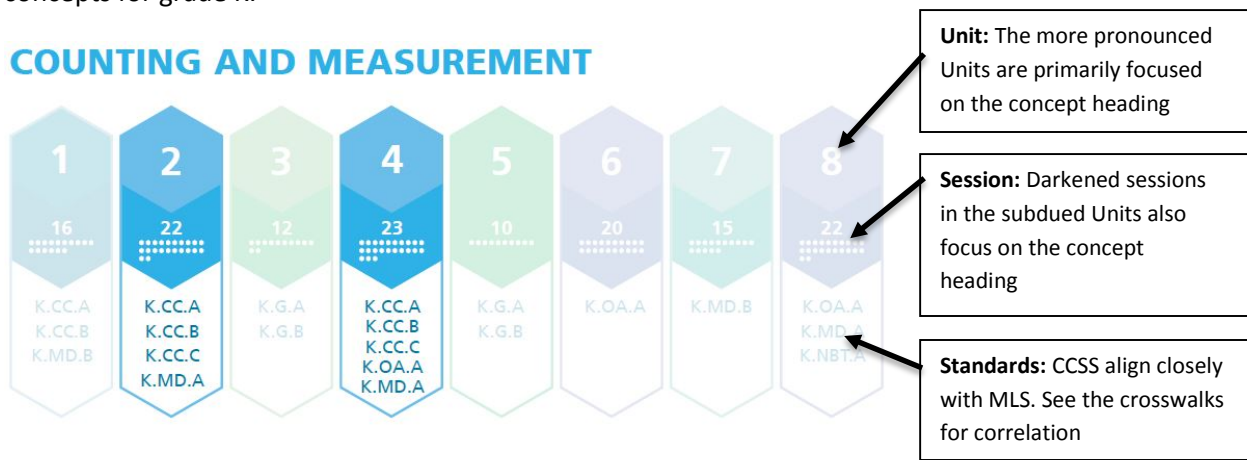 concepts for grade K.
COUNTING AND MEASUREMENT
1
16
K.CC.A
K.CC.B
K.MD.B
2
22
K.CC.A
K.CC.B
K.CC.C
K.MD.A
3
12
K.G.A
K.G.B
4
23
K.CC.A
K.CC.B
K.CC.C
K.OA.A
K.MD.A
5
10
K.G.A
K.G.B
6
20
K.OA.A
7
15
K.MD.B
8
22
K.OA.A
K.MD.A
K.NBT.A
Unit: The more pronounced
Units are primarily focused
on the concept heading
Session: Darkened sessions
in the subdued Units also
focus on the concept
heading
Standards: CCSS align closely
with MLS. See the crosswalks
for correlation